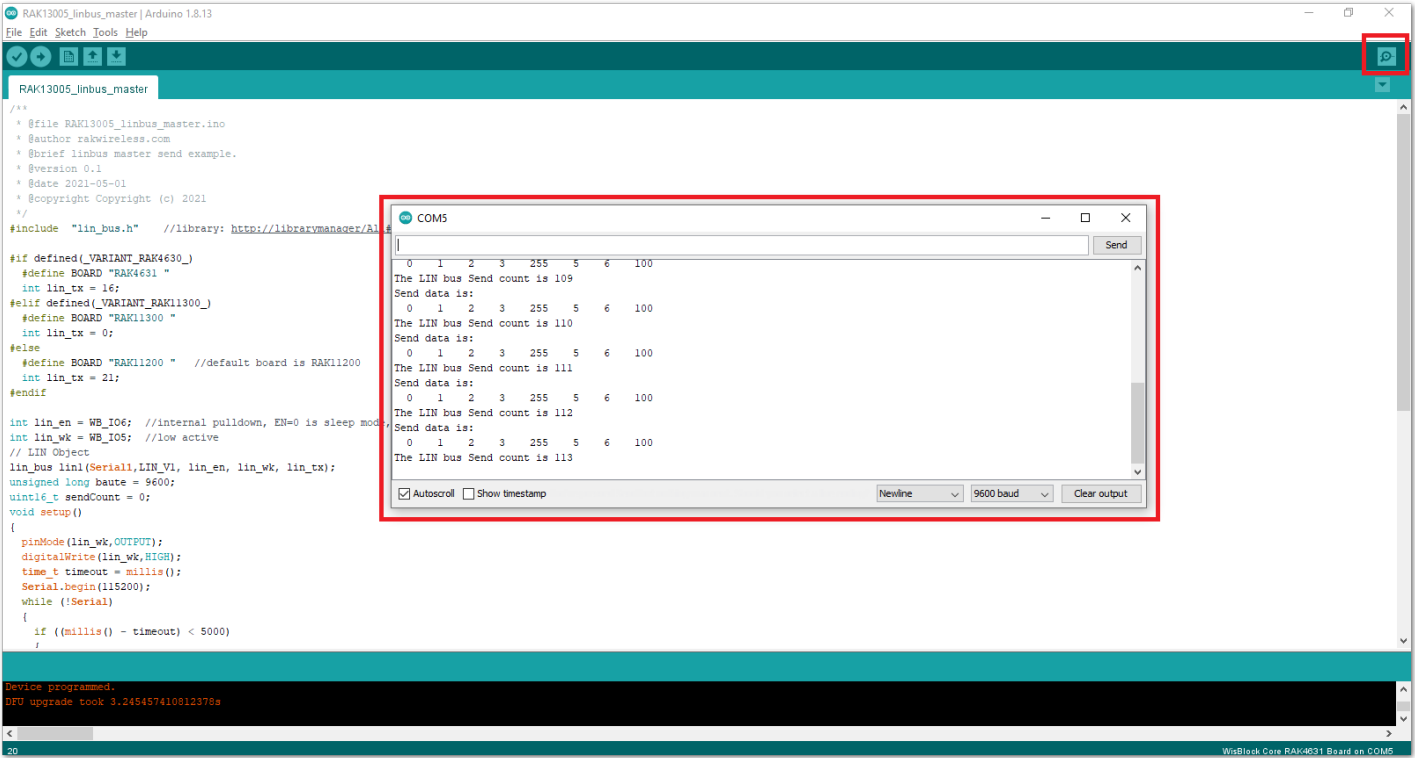 RAK13005_linbus_master | Arduino 1.8.13
File Edit Sketch Tools Help
RAK13005_linbus_master
/**
 * @file RAK13005_linbus_master.ino
 * @author rakwireless.com
 * @brief linbus master send example.
 * @version 0.1
 * @date 2021-05-01
 * @copyright Copyright (c) 2021
 */
#include "lin_bus.h" //library: http://librarymanager/All#
#if defined(_VARIANT_RAK4630_)
#define BOARD "RAK4631 "
int lin_tx = 16;
#elif defined(_VARIANT_RAK11300_)
#define BOARD "RAK11300 "
int lin_tx = 0;
#else
#define BOARD "RAK11200 " //default board is RAK11200
int lin_tx = 21;
#endif
int lin_en = WB_IO6; //internal pulldown, EN=0 is sleep mode,
int lin_wk = WB_IO5; //low active
// LIN Object
lin_bus lin1(Serial1,LIN_V1, lin_en, lin_wk, lin_tx);
unsigned long baute = 9600;
uint16_t sendCount = 0;
void setup()
{
pinMode(lin_wk,OUTPUT);
digitalWrite(lin_wk,HIGH);
time_t timeout = millis();
Serial.begin(115200);
while (!Serial)
{
if ((millis() - timeout) < 5000)
{
COM5
Send
0 1 2 3 255 5 6 100
The LIN bus Send count is 109
Send data is:
0 1 2 3 255 5 6 100
The LIN bus Send count is 110
Send data is:
0 1 2 3 255 5 6 100
The LIN bus Send count is 111
Send data is:
0 1 2 3 255 5 6 100
The LIN bus Send count is 112
Send data is:
0 1 2 3 255 5 6 100
The LIN bus Send count is 113
Autoscroll Show timestamp Newline 9600 baud Clear output
Device programmed.
DFU upgrade took 3.245457410812378s
20 WisBlock Core RAK4631 Board on COM5